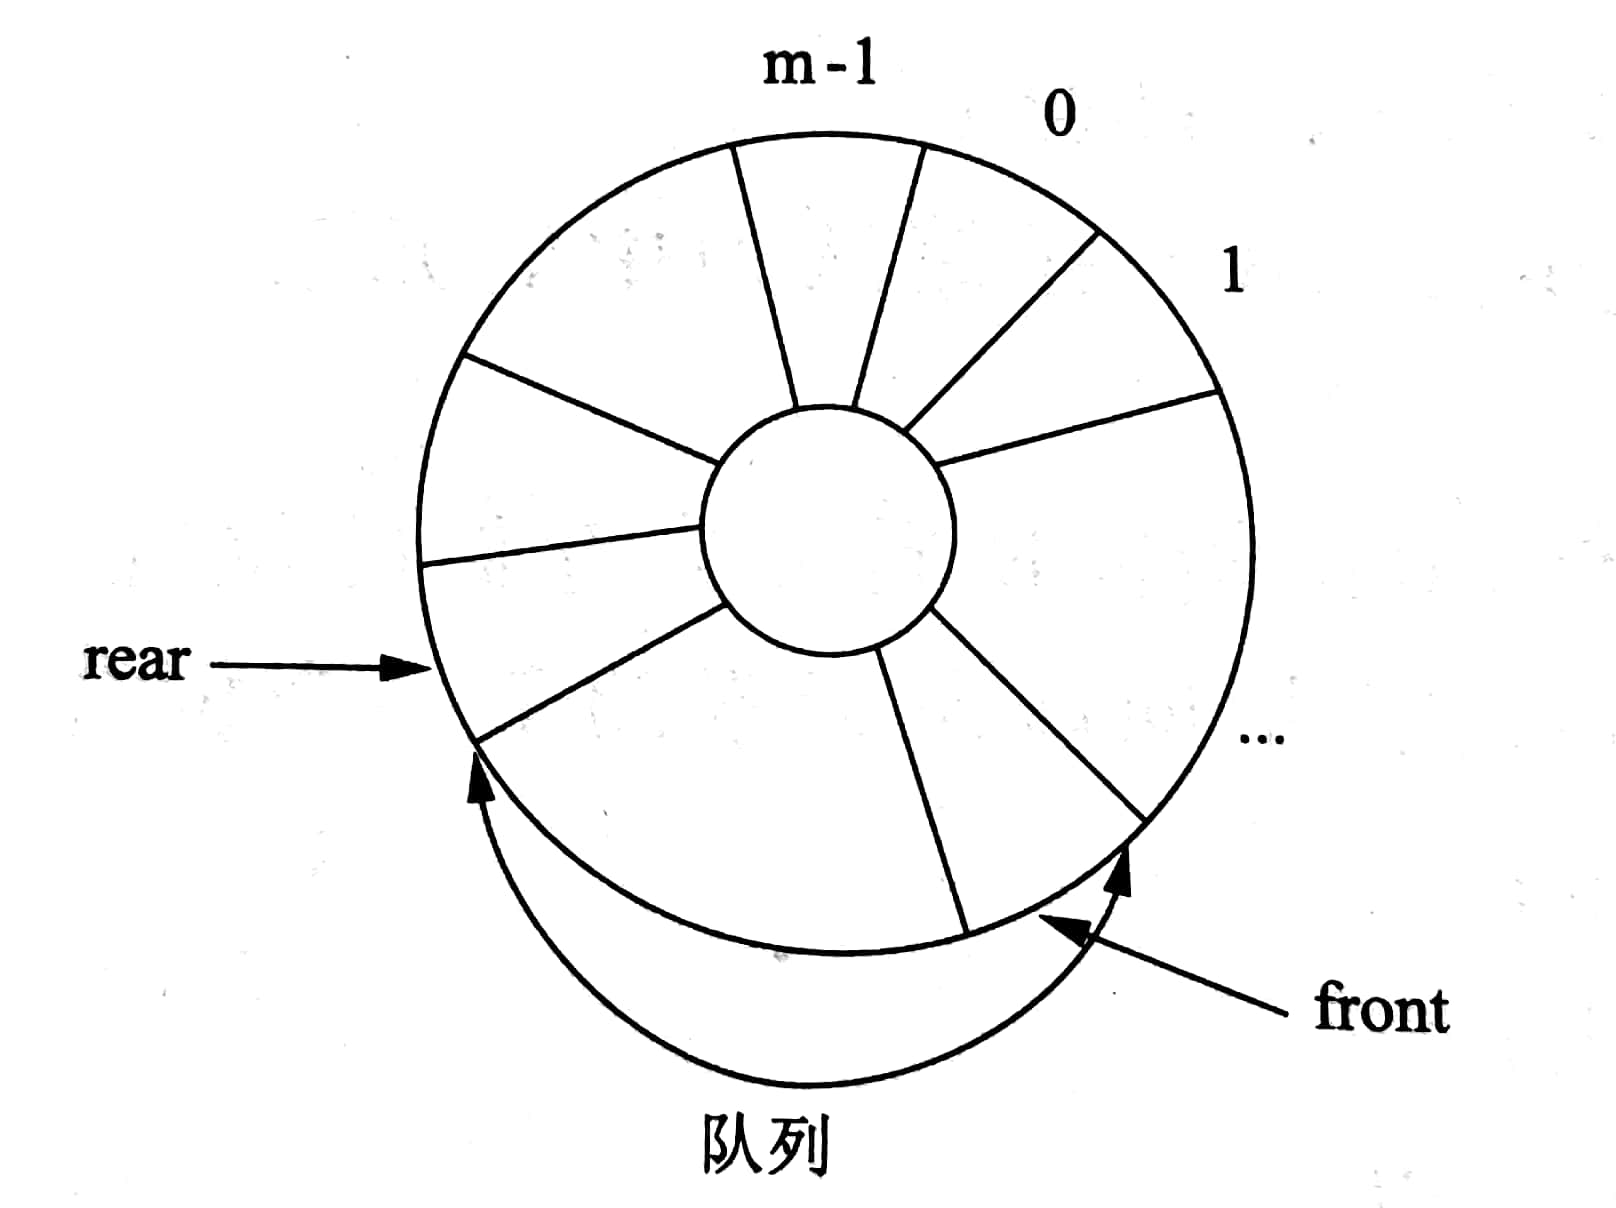 m-1
0
1
rear
...
front
队列